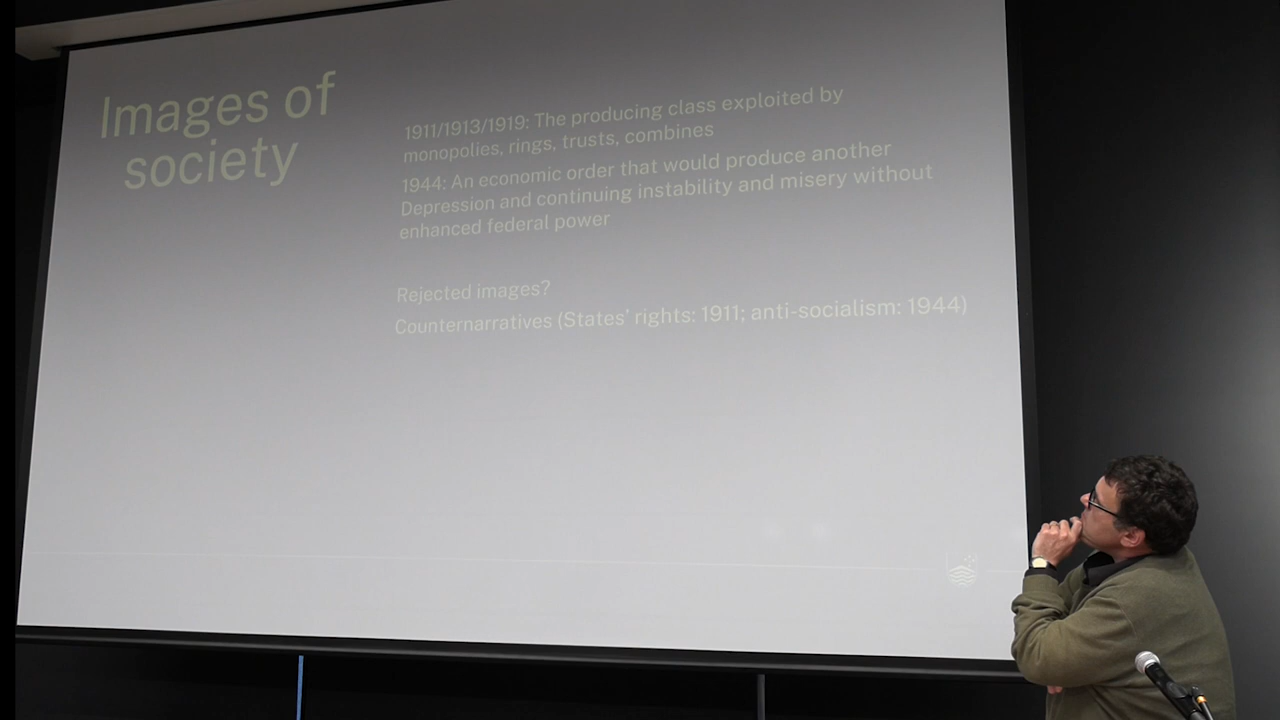 Images of
society
1911/1913/1919: The producing class exploited by
monopolies, rings, trusts, combines
1944: An economic order that would produce another
Depression and continuing instability and misery without
enhanced federal power
Rejected images?
Counternarratives (States' rights: 1911; anti-socialism: 1944)